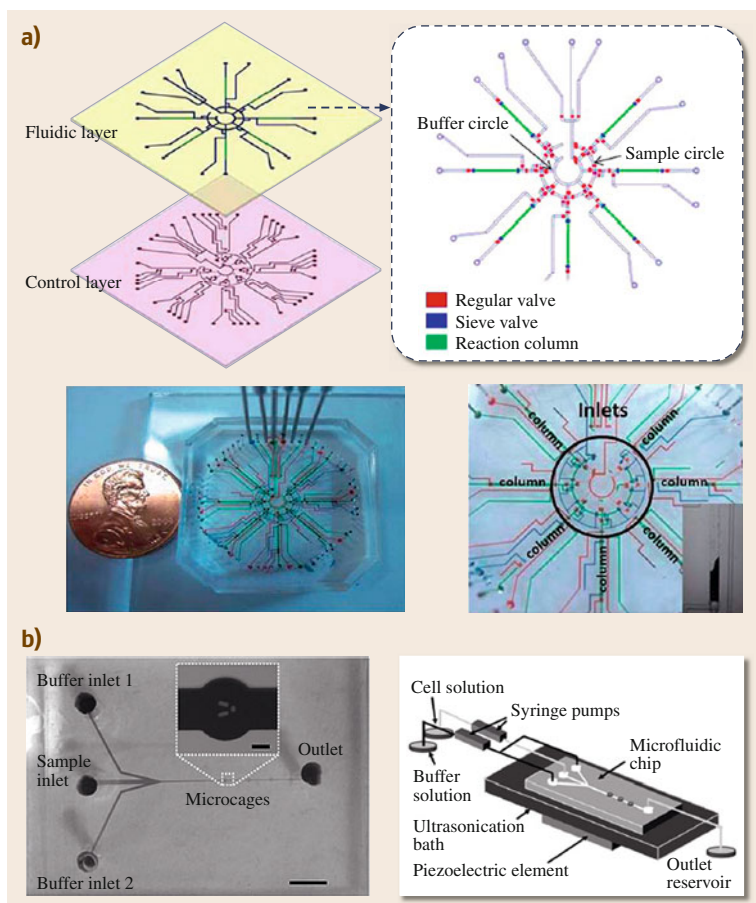 a)
Fluidic layer
Control layer
Buffer circle
Sample circle
Regular valve
Sieve valve
Reaction column
Inlets
column
column
column
column
column
column
column
b)
Buffer inlet 1
Sample
inlet
Buffer inlet 2
Microcages
Outlet
Cell solution
Syringe pumps
Microfluidic
chip
Buffer
solution
Ultrasonication
bath
Piezoelectric element
Outlet
reservoir